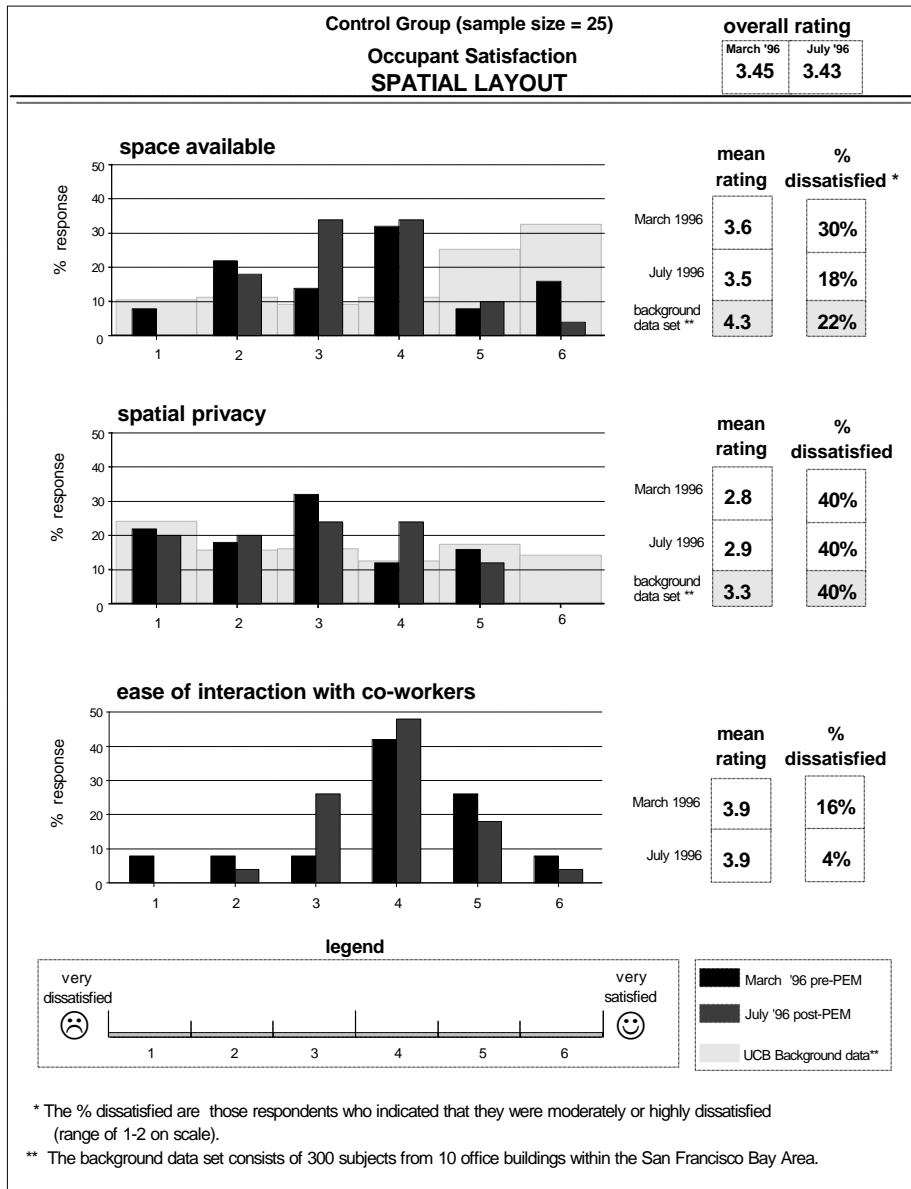 Control Group (sample size = 25)
overall rating
Occupant Satisfaction
SPATIAL LAYOUT
March '96 July '96
3.45 3.43
space available
% response
50
40
30
20
10
0
1 2 3 4 5 6
mean rating
% dissatisfied *
March 1996 3.6 30%
July 1996 3.5 18%
background data set ** 4.3 22%
spatial privacy
% response
50
40
30
20
10
0
1 2 3 4 5 6
mean rating
% dissatisfied
March 1996 2.8 40%
July 1996 2.9 40%
background data set ** 3.3 40%
ease of interaction with co-workers
% response
50
40
30
20
10
0
1 2 3 4 5 6
mean rating
% dissatisfied
March 1996 3.9 16%
July 1996 3.9 4%
legend
very dissatisfied
very satisfied
1 2 3 4 5 6
March '96 pre-PEM
July '96 post-PEM
UCB Background data**
* The % dissatisfied are those respondents who indicated that they were moderately or highly dissatisfied
(range of 1-2 on scale).
** The background data set consists of 300 subjects from 10 office buildings within the San Francisco Bay Area.